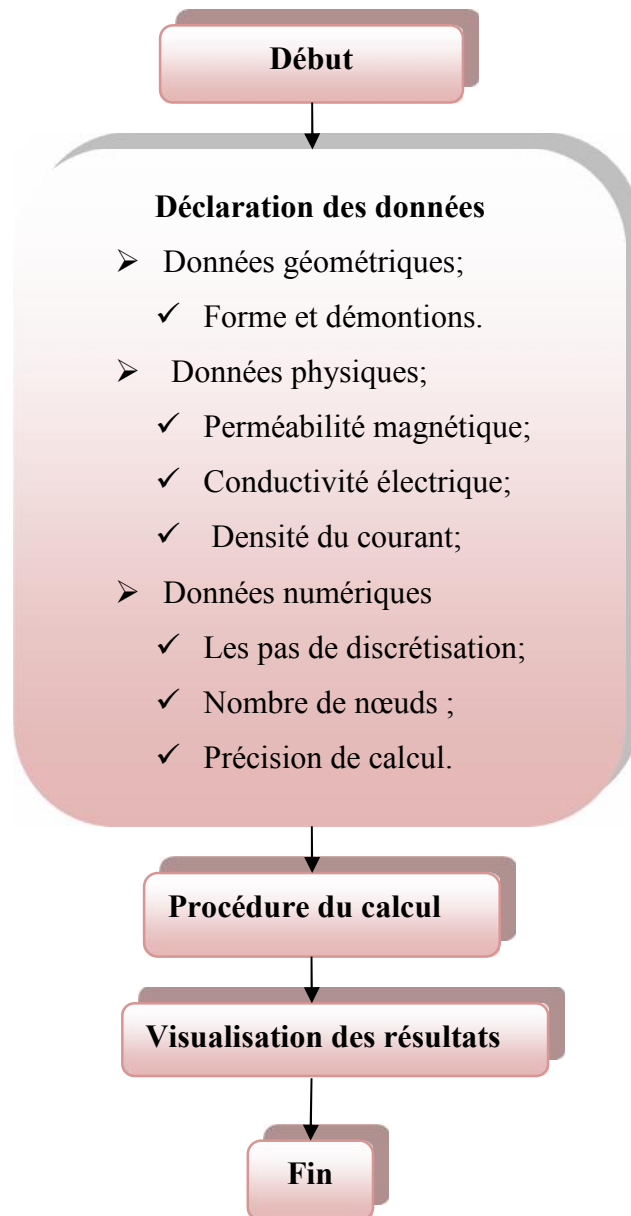 Début
Déclaration des données
➢ Données géométriques;
✓ Forme et démontions.
➢ Données physiques;
✓ Perméabilité magnétique;
✓ Conductivité électrique;
✓ Densité du courant;
➢ Données numériques
✓ Les pas de discrétisation;
✓ Nombre de nœuds ;
✓ Précision de calcul.
Procédure du calcul
Visualisation des résultats
Fin